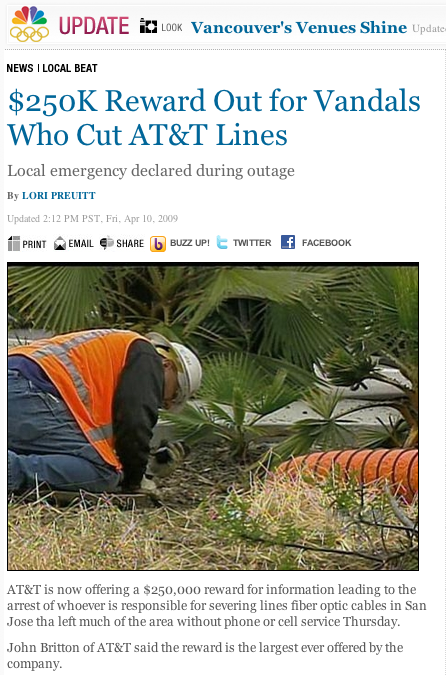 UPDATE LOOK Vancouver's Venues Shine Update
NEWS | LOCAL BEAT
$250K Reward Out for Vandals
Who Cut AT&T Lines
Local emergency declared during outage
By LORI PREUITT
Updated 2:12 PM PST, Fri, Apr 10, 2009
PRINT EMAIL SHARE BUZZ UP! TWITTER FACEBOOK
AT&T is now offering a $250,000 reward for information leading to the
arrest of whoever is responsible for severing lines fiber optic cables in San
Jose tha left much of the area without phone or cell service Thursday.
John Britton of AT&T said the reward is the largest ever offered by the
company.